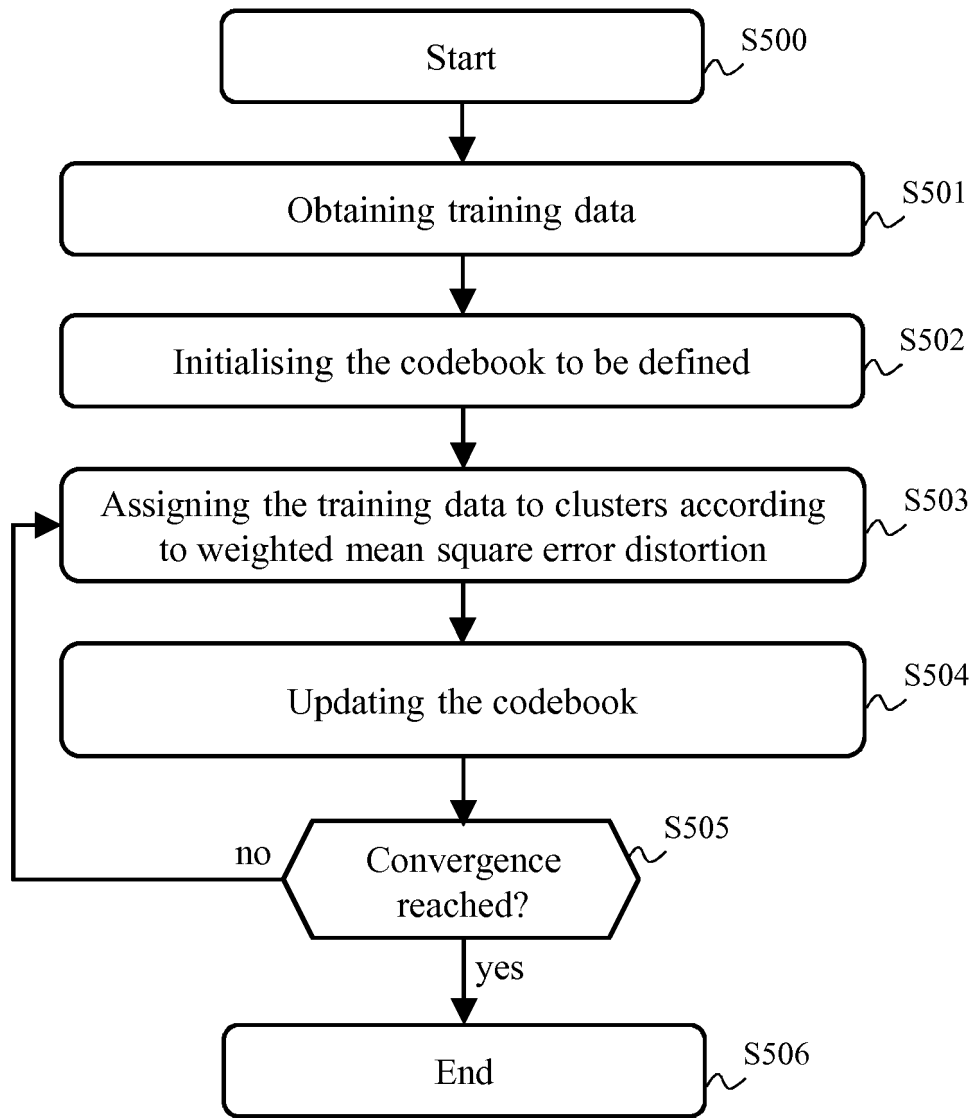 Start
S500
Obtaining training data
S501
Initialising the codebook to be defined
S502
Assigning the training data to clusters according
to weighted mean square error distortion
S503
Updating the codebook
S504
Convergence
reached?
S505
no
yes
End
S506